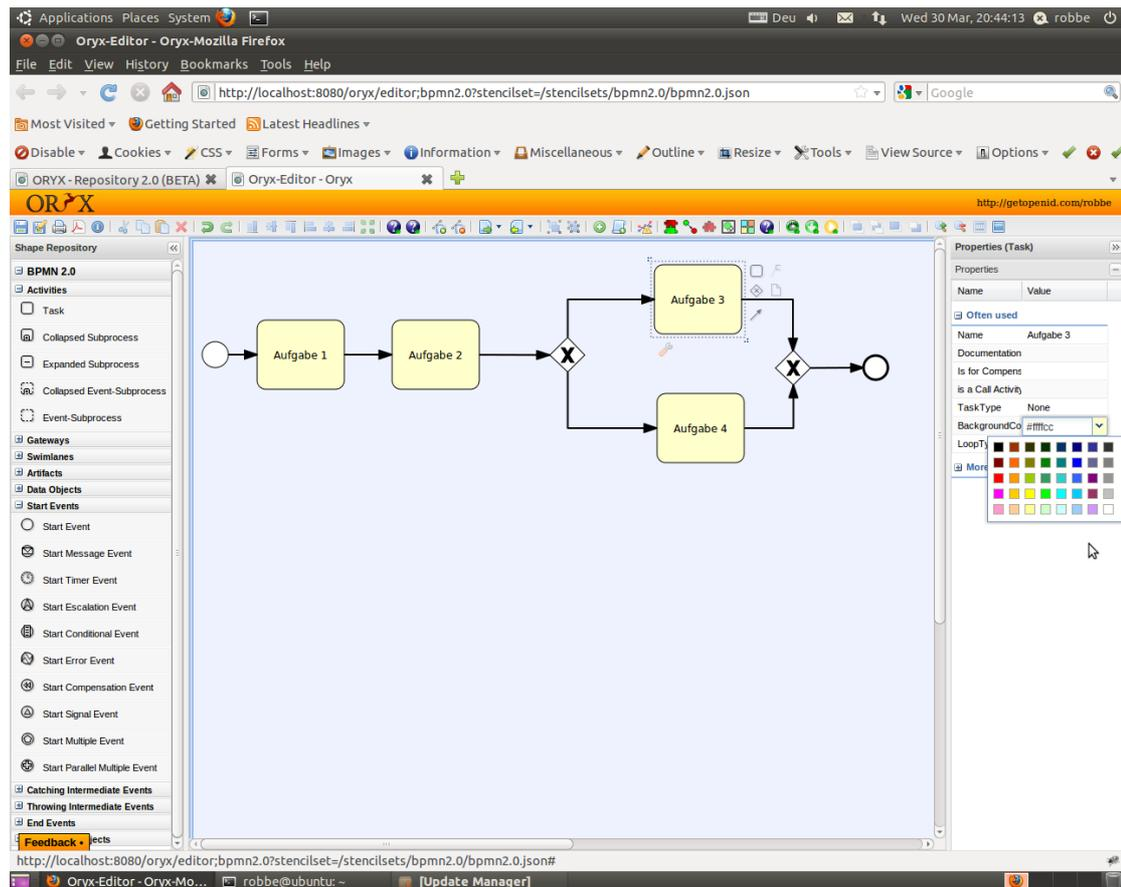 Applications Places System Deu Wed 30 Mar, 20:44:13 robbe
Oryx-Editor - Oryx-Mozilla Firefox
File Edit View History Bookmarks Tools Help
http://localhost:8080/oryx/editor;bpmn2.0?stencilset=/stencilsets/bpmn2.0/bpmn2.0.json Google
Most Visited Getting Started Latest Headlines
Disable Cookies CSS Forms Images Information Miscellaneous Outline Resize Tools View Source Options
ORYX - Repository 2.0 (BETA) Oryx-Editor - Oryx
ORYX http://getopenid.com/robbe
Shape Repository
BPMN 2.0
Activities
Task
Collapsed Subprocess
Expanded Subprocess
Collapsed Event-Subprocess
Event-Subprocess
Gateways
Swimlanes
Artifacts
Data Objects
Start Events
Start Event
Start Message Event
Start Timer Event
Start Escalation Event
Start Conditional Event
Start Error Event
Start Compensation Event
Start Signal Event
Start Multiple Event
Start Parallel Multiple Event
Catching Intermediate Events
Throwing Intermediate Events
End Events
Feedback jects
Aufgabe 1
Aufgabe 2
X
Aufgabe 3
Aufgabe 4
X
Properties (Task)
Properties
Name Value
Often used
Name Aufgabe 3
Documentation
Is for Compens
is a Call Activity
TaskType None
BackgroundCo #ffffcc
LoopTy
More
http://localhost:8080/oryx/editor;bpmn2.0?stencilset=/stencilsets/bpmn2.0/bpmn2.0.json#
Oryx-Editor - Oryx-Mo... robbe@ubuntu: ~ [Update Manager]